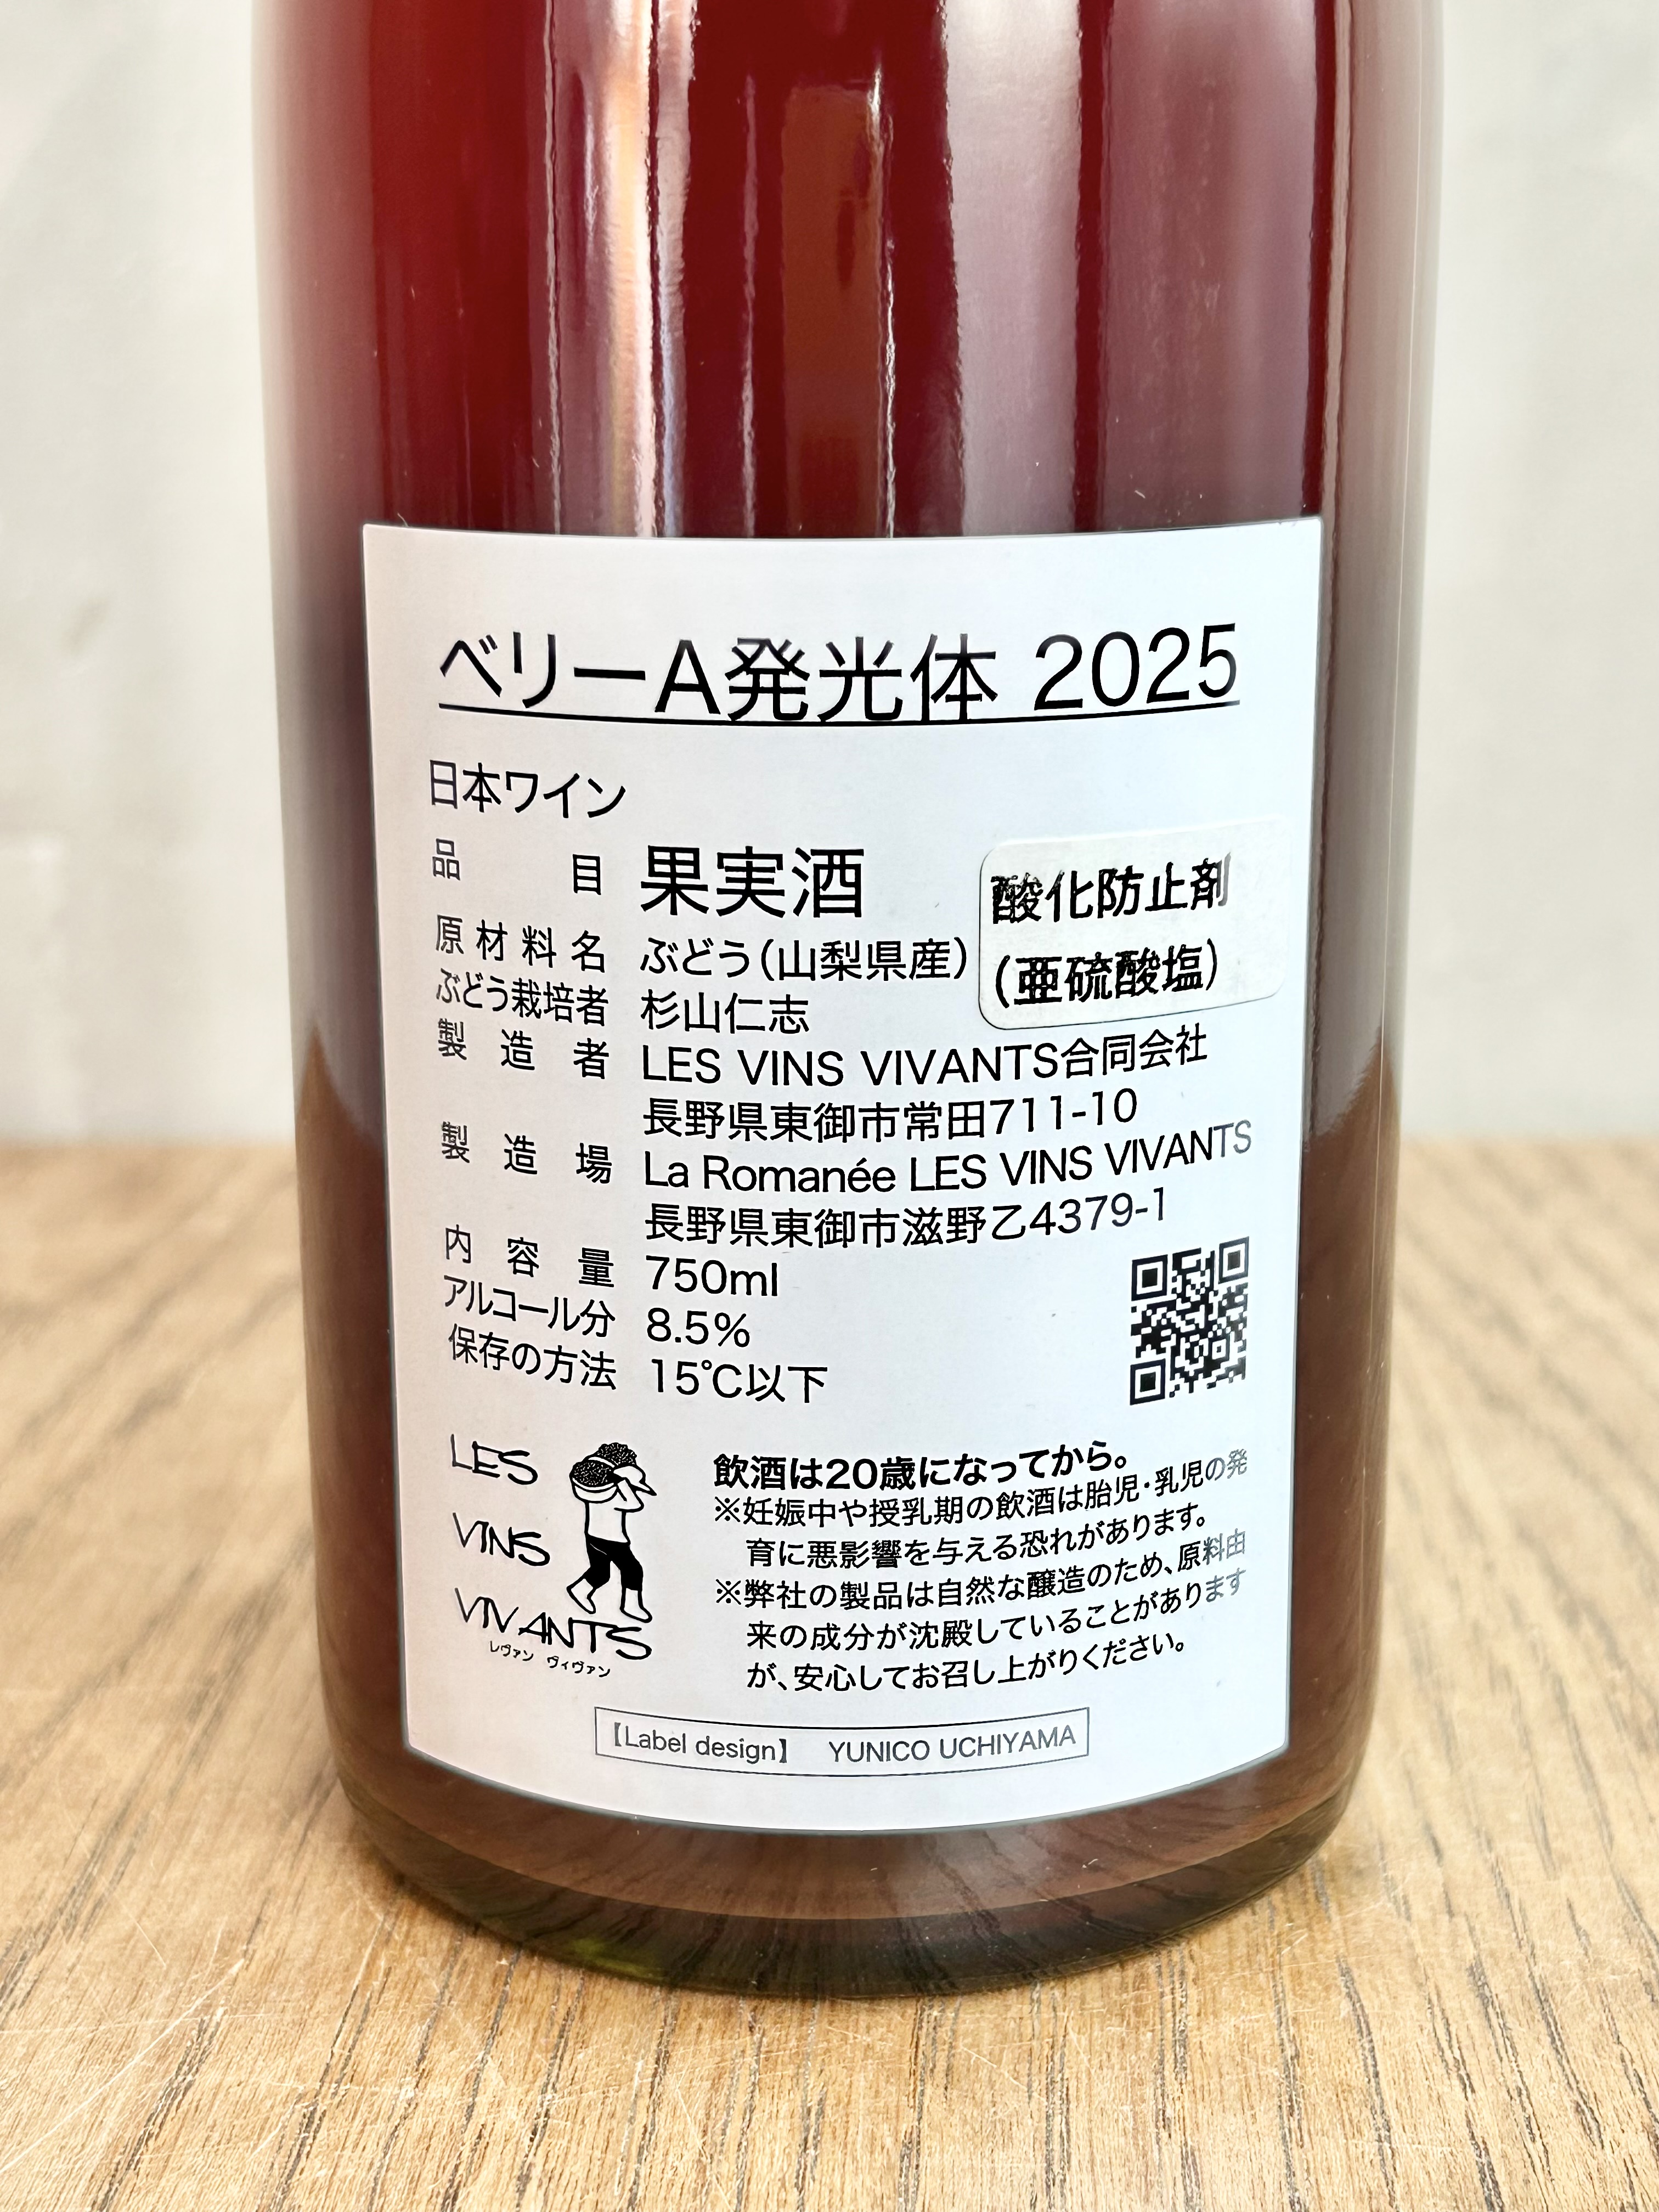 ベリーA発光体 2025
日本ワイン
品目 果実酒
酸化防止剤
(亜硫酸塩)
原材料名 ぶどう(山梨県産)
ぶどう栽培者 杉山仁志
製造者 LES VINS VIVANTS合同会社
長野県東御市常田711-10
製造場 La Romanée LES VINS VIVANTS
長野県東御市滋野乙4379-1
内容量 750ml
アルコール分 8.5%
保存の方法 15℃以下
LES
VINS
VIVANTS
レヴァン ヴィヴァン
飲酒は20歳になってから。
※妊娠中や授乳期の飲酒は胎児・乳児の発
育に悪影響を与える恐れがあります。
※弊社の製品は自然な醸造のため、原料由
来の成分が沈殿していることがあります
が、安心してお召し上がりください。
【Label design】 YUNICO UCHIYAMA